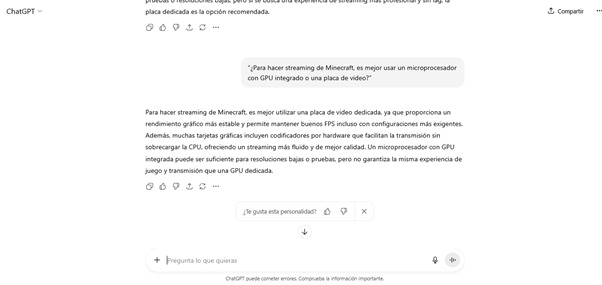 ChatGPT
Compartir
pruebas o resoluciones bajas, pero si se busca una experiencia de streaming más profesional y sin lag, la
placa dedicada es la opción recomendada.
"¿Para hacer streaming de Minecraft, es mejor usar un microprocesador
con GPU integrado o una placa de video?"
Para hacer streaming de Minecraft, es mejor utilizar una placa de video dedicada, ya que proporciona un
rendimiento gráfico más estable y permite mantener buenos FPS incluso con configuraciones más exigentes.
Además, muchas tarjetas gráficas incluyen codificadores por hardware que facilitan la transmisión sin
sobrecargar la CPU, ofreciendo un streaming más fluido y de mejor calidad. Un microprocesador con GPU
integrada puede ser suficiente para resoluciones bajas o pruebas, pero no garantiza la misma experiencia de
juego y transmisión que una GPU dedicada.
¿Te gusta esta personalidad?
Pregunta lo que quieras
ChatGPT puede cometer errores. Comprueba la información importante.